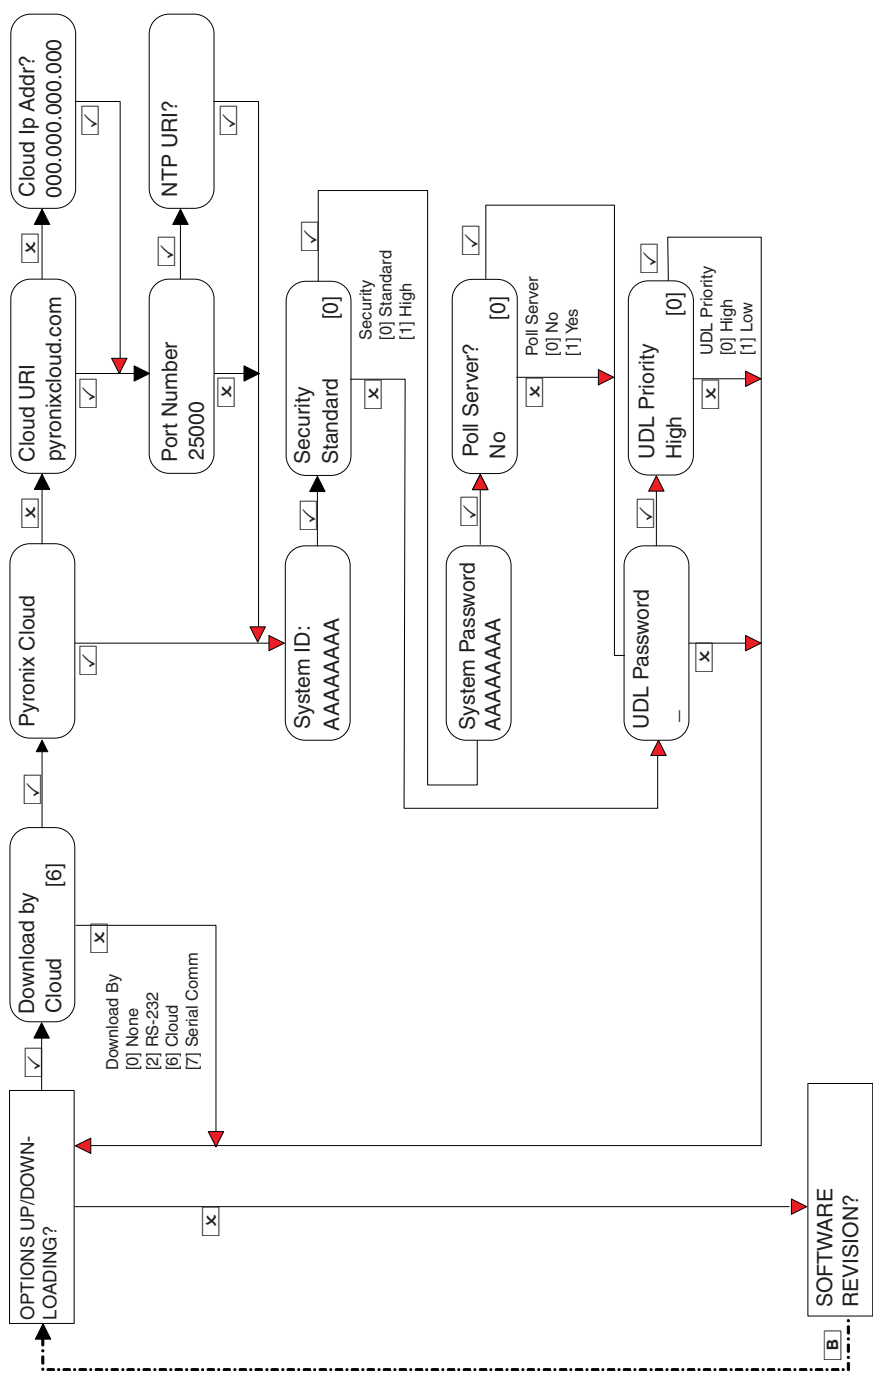 OPTIONS UP/DOWN-
LOADING?
Download by
Cloud [6]
Download By
[0] None
[2] RS-232
[6] Cloud
[7] Serial Comm
Pyronix Cloud
Cloud URI
pyronixcloud.com
Cloud Ip Addr?
000.000.000.000
Port Number
25000
NTP URI?
System ID:
AAAAAAAAA
Security
Standard [0]
Security
[0] Standard
[1] High
System Password
AAAAAAAAA
Poll Server?
No [0]
Poll Server
[0] No
[1] Yes
UDL Password
_
UDL Priority
High [0]
UDL Priority
[0] High
[1] Low
SOFTWARE
REVISION?
B